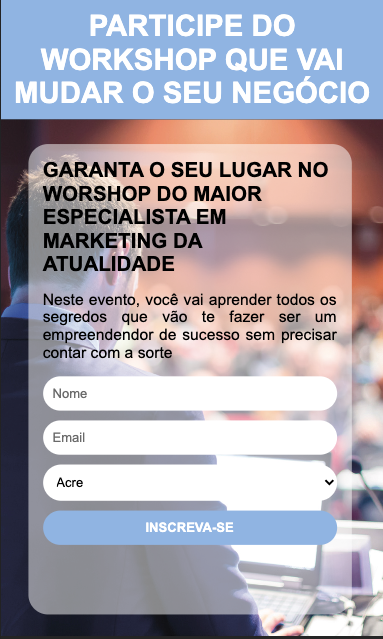 PARTICIPE DO
WORKSHOP QUE VAI
MUDAR O SEU NEGÓCIO
GARANTA O SEU LUGAR NO
WORSHOP DO MAIOR
ESPECIALISTA EM
MARKETING DA
ATUALIDADE
Neste evento, você vai aprender todos os
segredos que vão te fazer ser um
empreendendor de sucesso sem precisar
contar com a sorte
Nome
Email
Acre
INSCREVA-SE